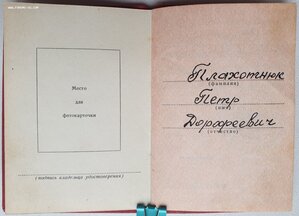 Место
для
фотокарточки
(подпись владельца удостоверения)
Плахотнюк
(фамилия)
Петр
(имя)
Дорофеевич
(отчество)